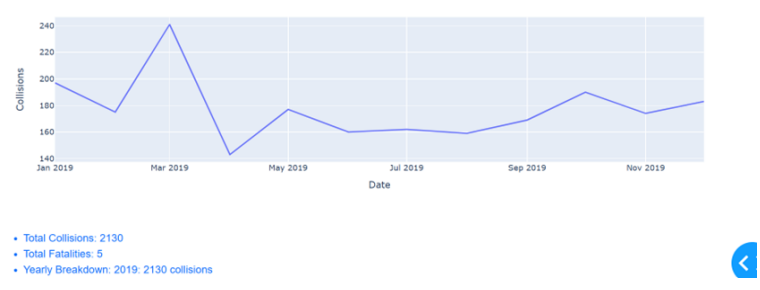 240
220
200
180
160
140
Collisions
Jan 2019 Mar 2019 May 2019 Jul 2019 Sep 2019 Nov 2019
Date
• Total Collisions: 2130
• Total Fatalities: 5
• Yearly Breakdown: 2019: 2130 collisions